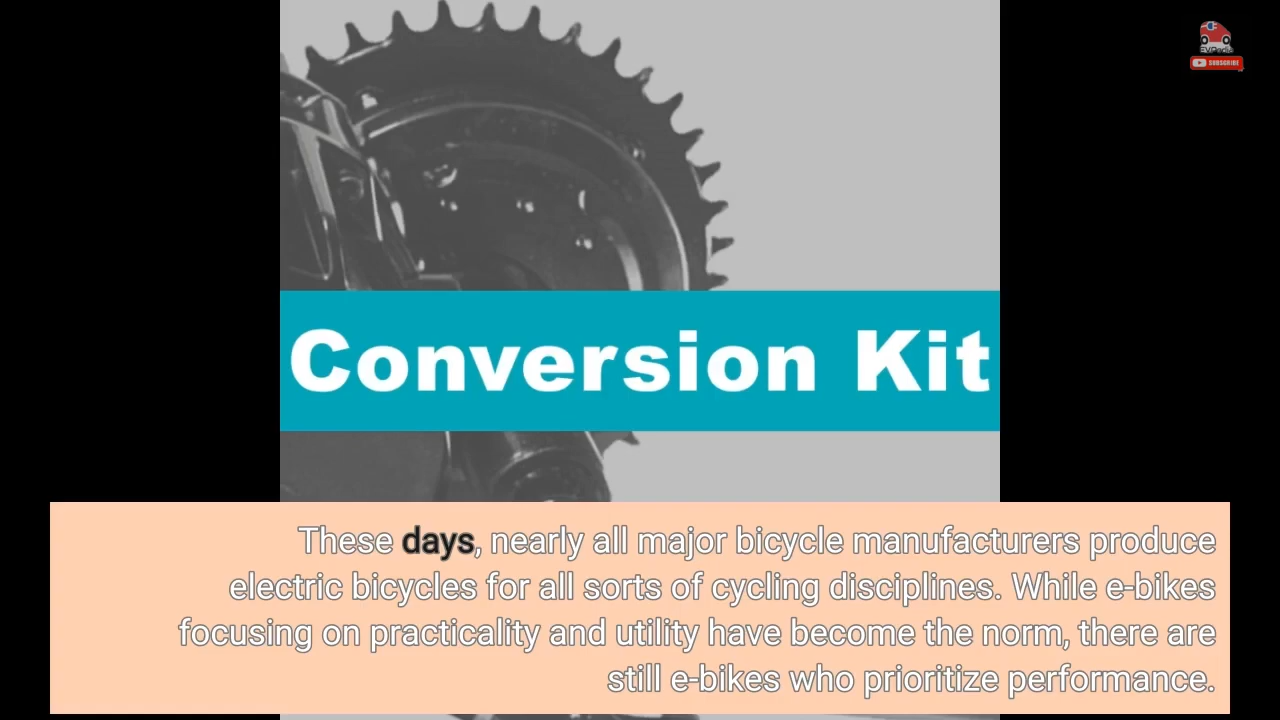 SUBSCRIBE
Conversion Kit
These days, nearly all major bicycle manufacturers produce
electric bicycles for all sorts of cycling disciplines. While e-bikes
focusing on practicality and utility have become the norm, there are
still e-bikes who prioritize performance.